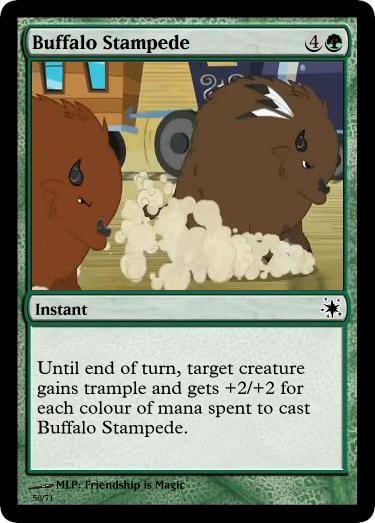 Buffalo Stampede 4
Instant
Until end of turn, target creature
gains trample and gets +2/+2 for
each colour of mana spent to cast
Buffalo Stampede.
MLP: Friendship is Magic
50/71